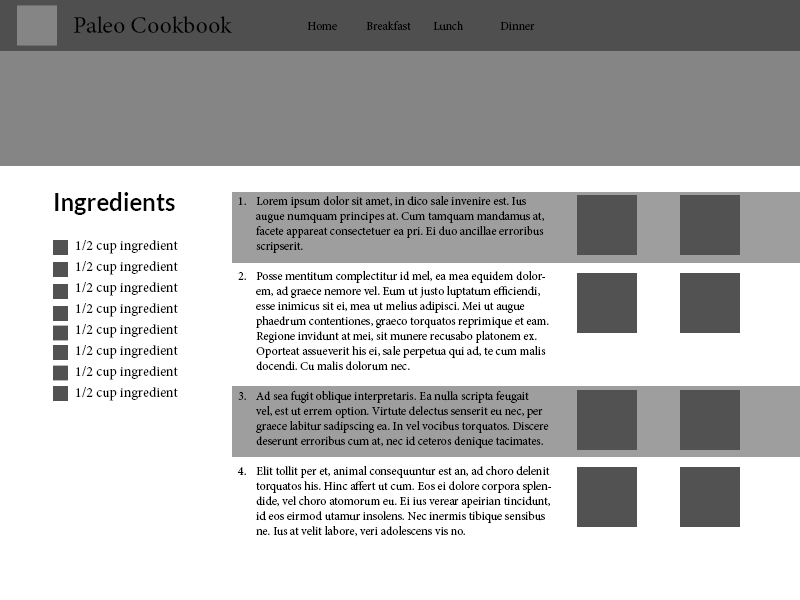 Paleo Cookbook
Home Breakfast Lunch Dinner
Ingredients
1/2 cup ingredient
1/2 cup ingredient
1/2 cup ingredient
1/2 cup ingredient
1/2 cup ingredient
1/2 cup ingredient
1/2 cup ingredient
1/2 cup ingredient
1. Lorem ipsum dolor sit amet, in dico sale invenire est. Ius
augue numquam principes at. Cum tamquam mandamus at,
facete appareat consectetuer ea pri. Ei duo ancillae erroribus
scripserit.
2. Posse mentitum complectitur id mel, ea mea equidem dolor-
em, ad graece nemore vel. Eum ut justo luptatum efficiendi,
esse inimicus sit ei, mea ut melius adipisci. Mei ut augue
phaedrum contentiones, graeco torquatos reprimique et eam.
Regione invidunt at mei, sit munere recusabo platonem ex.
Oporteat assueverit his ei, sale perpetua qui ad, te cum malis
docendi. Cu malis dolorum nec.
3. Ad sea fugit oblique interpretaris. Ea nulla scripta feugait
vel, est ut errem option. Virtute delectus senserit eu nec, per
graece labitur sadipscing ea. In vel vocibus torquatos. Discere
deserunt erroribus cum at, nec id ceteros denique tacimates.
4. Elit tollit per et, animal consequuntur est an, ad choro delenit
torquatos his. Hinc affert ut cum. Eos ei dolore corpora splen-
dide, vel choro atomorum eu. Ei ius verear apeirian tincidunt,
id eos eirmod utamur insolens. Nec inermis tibique sensibus
ne. Ius at velit labore, veri adolescens vis no.